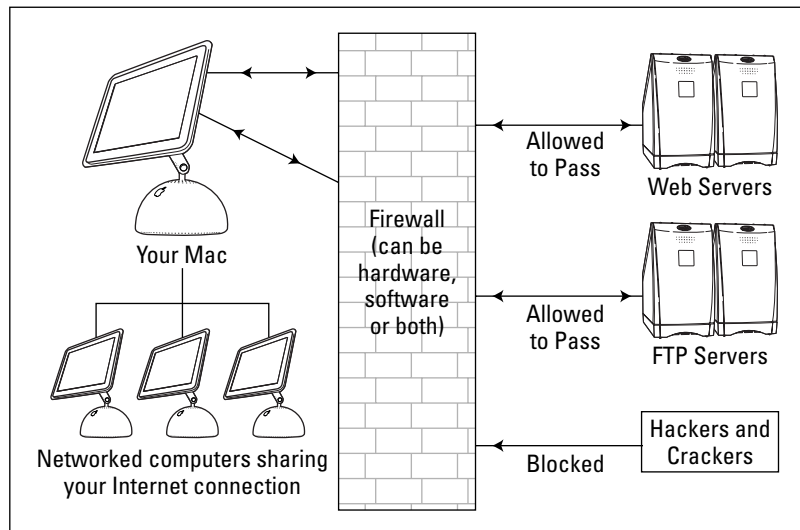 Your Mac
Networked computers sharing
your Internet connection
Firewall
(can be
hardware,
software
or both)
Allowed
to Pass
Web Servers
Allowed
to Pass
FTP Servers
Blocked
Hackers and
Crackers